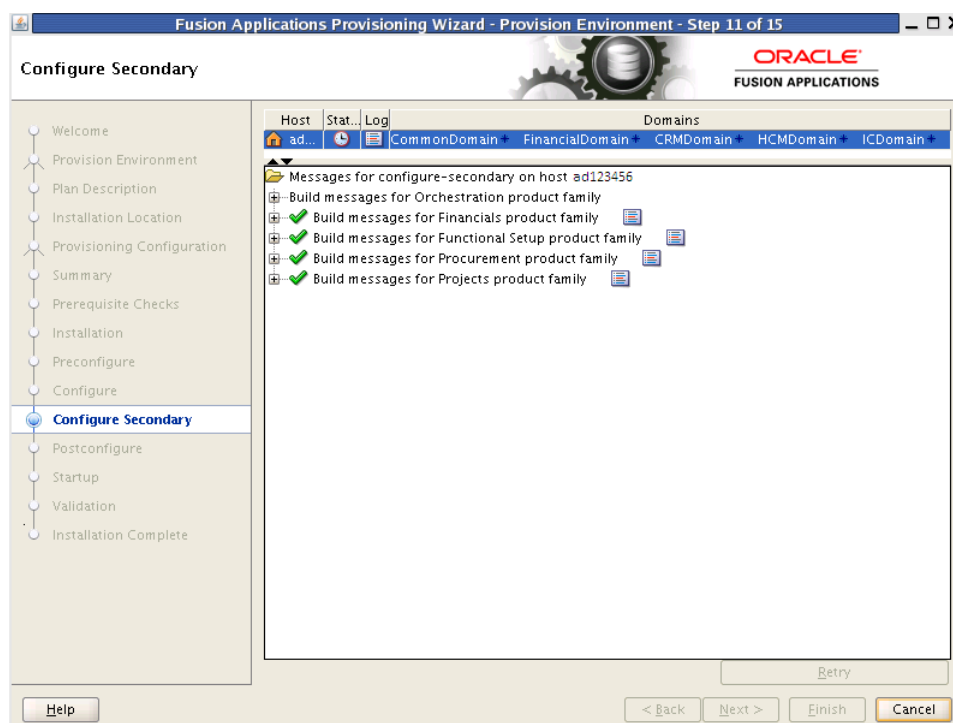 Fusion Applications Provisioning Wizard - Provision Environment - Step 11 of 15
Configure Secondary
ORACLE
FUSION APPLICATIONS
Welcome
Provision Environment
Plan Description
Installation Location
Provisioning Configuration
Summary
Prerequisite Checks
Installation
Preconfigure
Configure
Configure Secondary
Postconfigure
Startup
Validation
Installation Complete
Host Stat... Log Domains
ad... CommonDomain+ FinancialDomain+ CRMDomain+ HCMDomain+ ICDomain+
Messages for configure-secondary on host ad123456
Build messages for Orchestration product family
Build messages for Financials product family
Build messages for Functional Setup product family
Build messages for Procurement product family
Build messages for Projects product family
Retry
Help
< Back Next > Finish Cancel